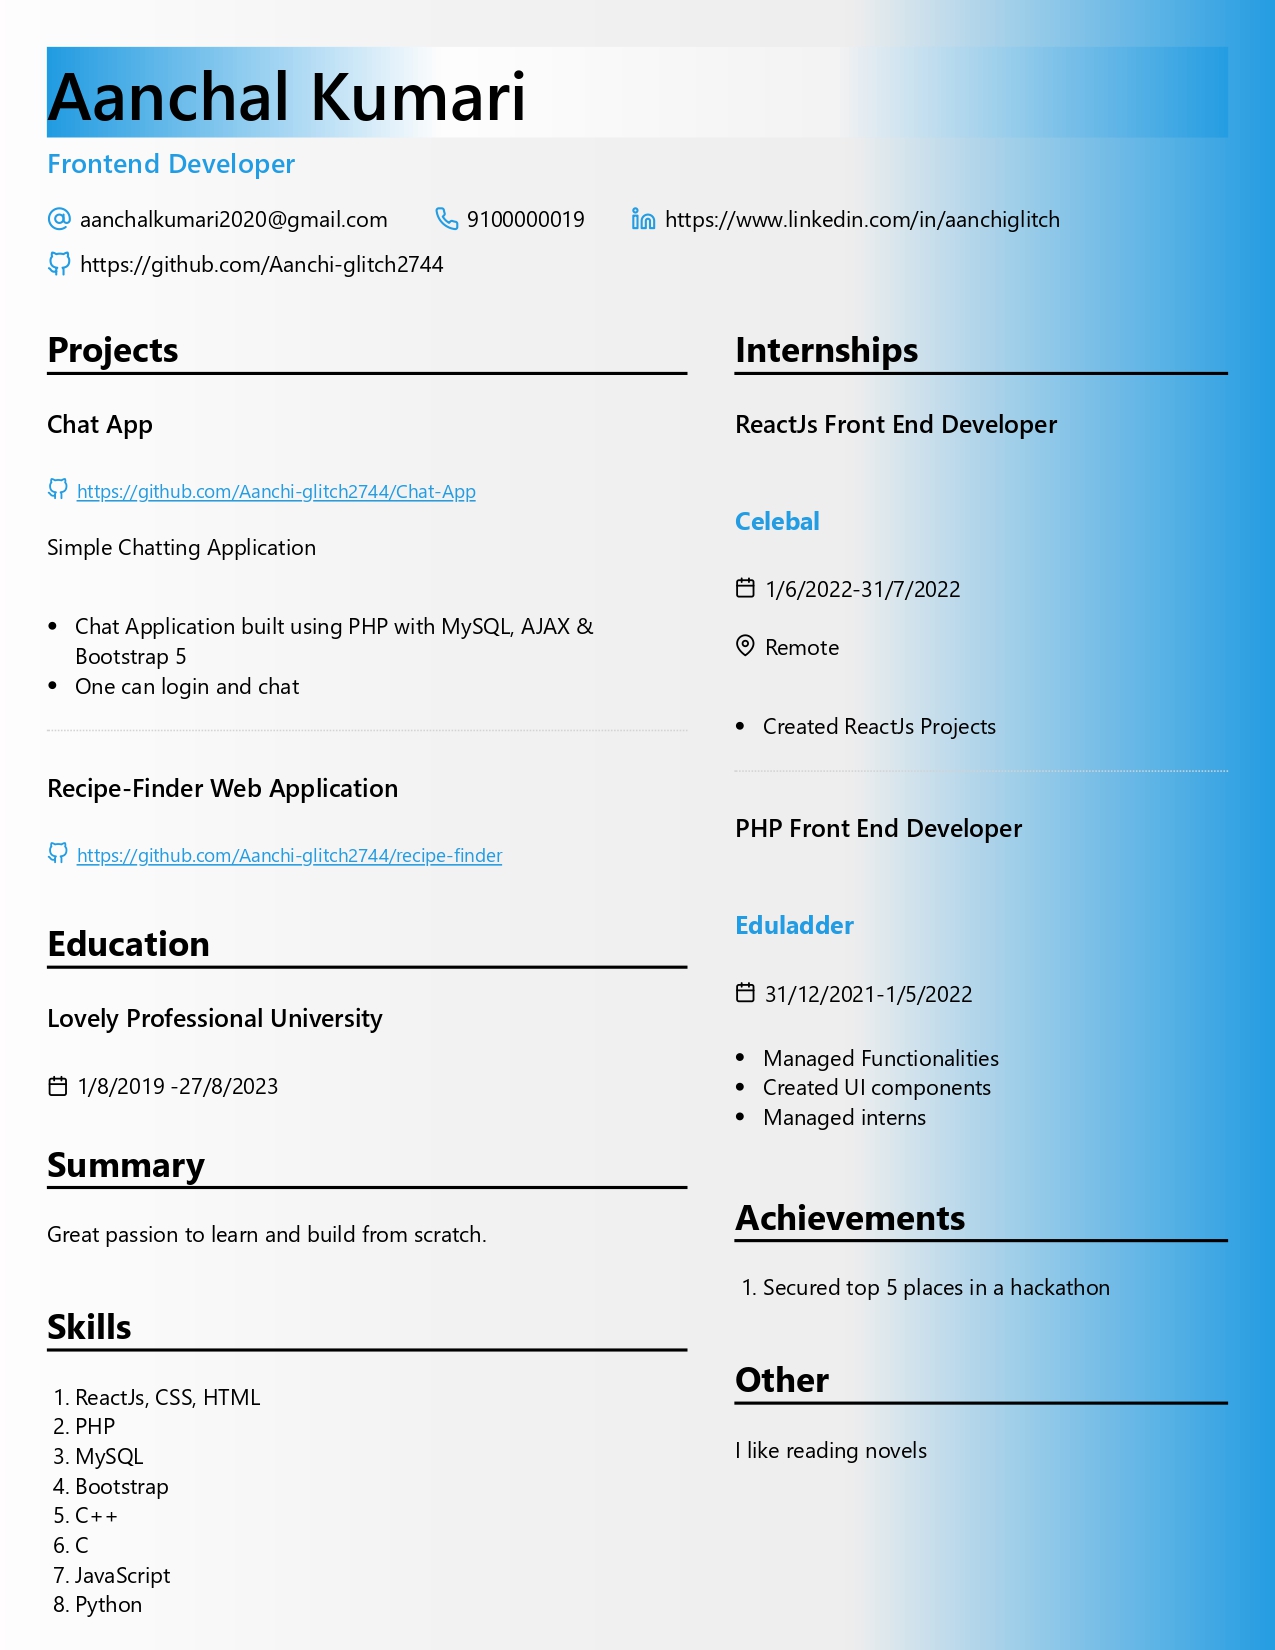 Aanchal Kumari
Frontend Developer
aanchalkumari2020@gmail.com 9100000019 https://www.linkedin.com/in/aanchiglitch
https://github.com/Aanchi-glitch2744
Projects
Chat App
https://github.com/Aanchi-glitch2744/Chat-App
Simple Chatting Application
• Chat Application built using PHP with MySQL, AJAX &
Bootstrap 5
• One can login and chat
Recipe-Finder Web Application
https://github.com/Aanchi-glitch2744/recipe-finder
Education
Lovely Professional University
1/8/2019 -27/8/2023
Summary
Great passion to learn and build from scratch.
Skills
1. ReactJs, CSS, HTML
2. PHP
3. MySQL
4. Bootstrap
5. C++
6. C
7. JavaScript
8. Python
Internships
ReactJs Front End Developer
Celebal
1/6/2022-31/7/2022
Remote
• Created ReactJs Projects
PHP Front End Developer
Eduladder
31/12/2021-1/5/2022
• Managed Functionalities
• Created UI components
• Managed interns
Achievements
1. Secured top 5 places in a hackathon
Other
I like reading novels